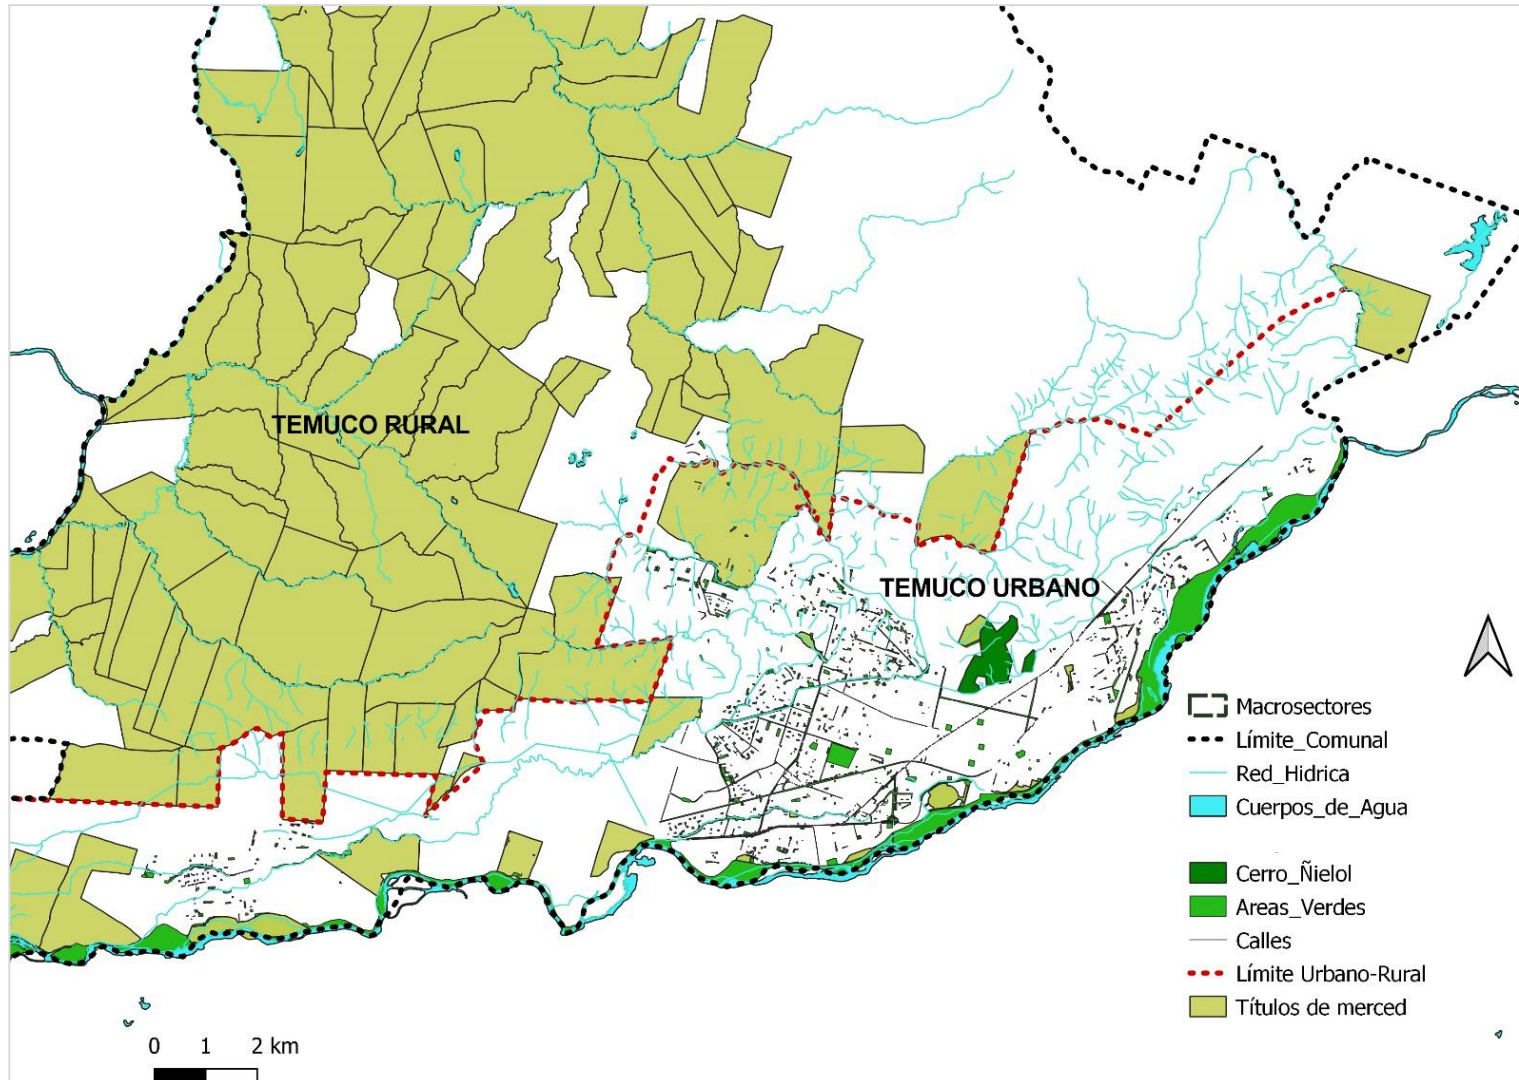 TEMUCO RURAL
TEMUCO URBANO
Macrosectores
Límite_Comunal
Red_Hidrica
Cuerpos_de_Agua
Cerro_Ñielol
Areas_Verdes
Calles
Límite Urbano-Rural
Títulos de merced
0 1 2 km